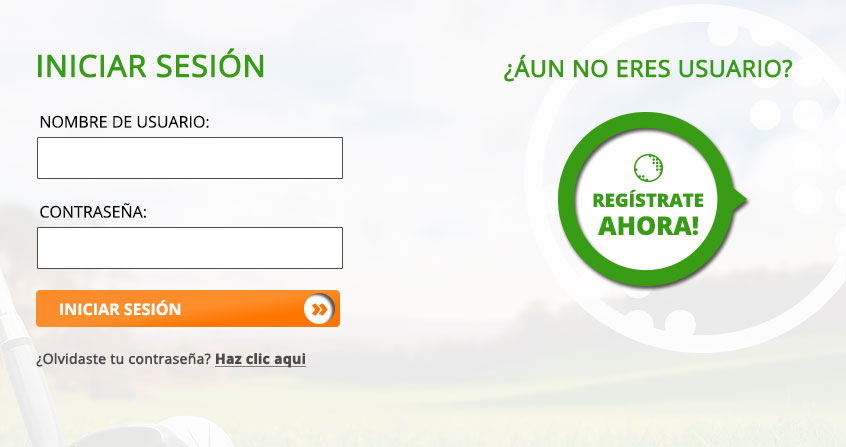 INICIAR SESIÓN
NOMBRE DE USUARIO:
CONTRASEÑA:
INICIAR SESIÓN
¿Olvidaste tu contraseña? Haz clic aqui
¿ÁUN NO ERES USUARIO?
REGÍSTRATE
AHORA!